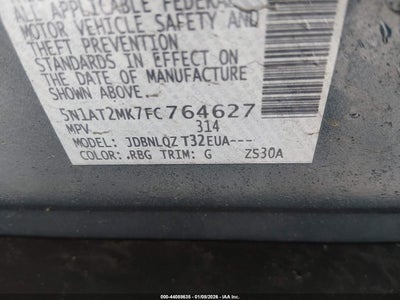 ALL APPLICABLE FEDERAL
MOTOR VEHICLE SAFETY AND
THEFT PREVENTION
STANDARDS IN EFFECT ON
THE DATE OF MANUFACTURE
SHOWN ABOVE.
5N1AT2MK7FC764627
MPV 314
MODEL: JDBNLQZ T32EUA---
COLOR: .RBG TRIM: G ZS30A
000-44089635 - 01/09/2026 - IAA Inc.